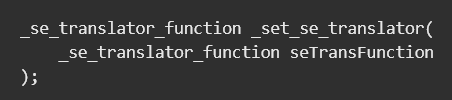 _se_translator_function _set_se_translator(
    _se_translator_function seTransFunction
);